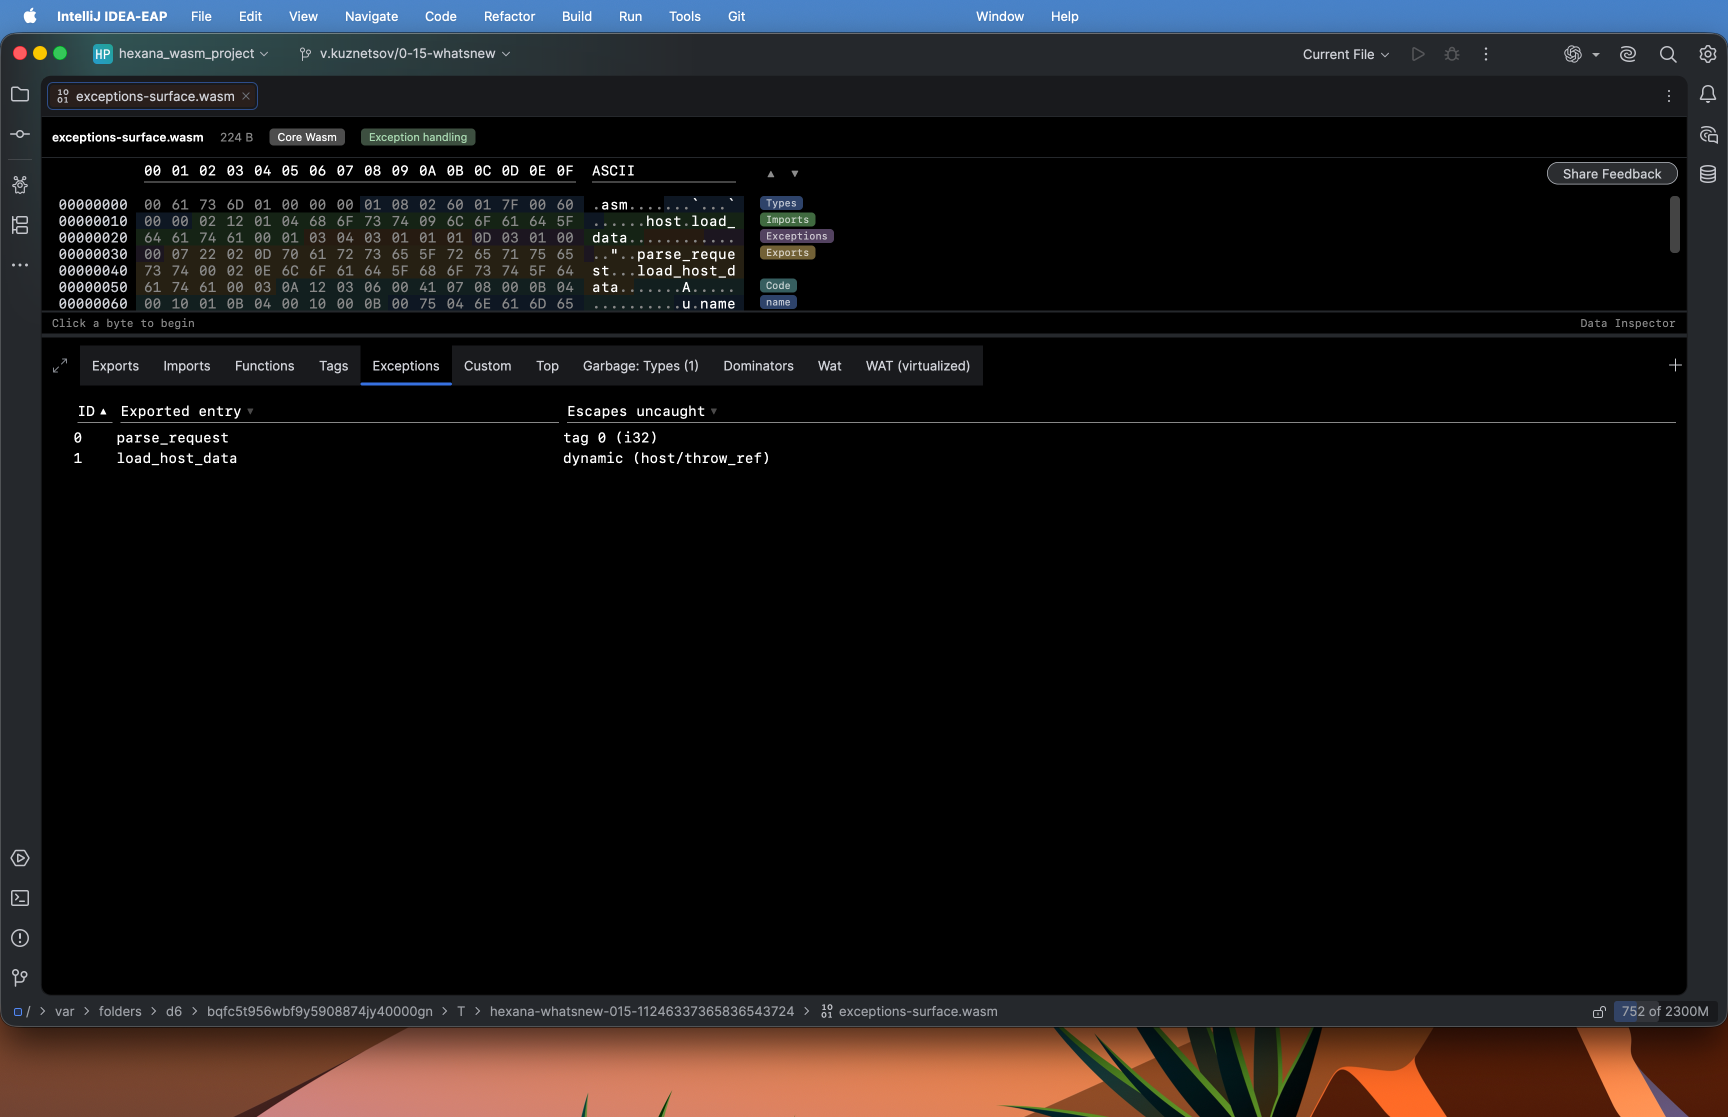 IntelliJ IDEA-EAP File Edit View Navigate Code Refactor Build Run Tools Git Window Help
HP hexana_wasm_project v.kuznetsov/0-15-whatsnew Current File
exceptions-surface.wasm
exceptions-surface.wasm 224 B Core Wasm Exception handling
00 01 02 03 04 05 06 07 08 09 0A 0B 0C 0D 0E 0F ASCII Share Feedback
00000000 00 61 73 6D 01 00 00 00 01 08 02 60 01 7F 00 60 .asm.......`...` Types
00000010 00 00 02 12 01 04 68 6F 73 74 09 6C 6F 61 64 5F ......host.load_ Imports
00000020 64 61 74 61 00 01 03 04 03 01 01 01 0D 03 01 00 data............ Exceptions
00000030 00 07 22 02 0D 70 61 72 73 65 5F 72 65 71 75 65 .."..parse_reque Exports
00000040 73 74 00 02 0E 6C 6F 61 64 5F 68 6F 73 74 5F 64 st...load_host_d
00000050 61 74 61 00 03 0A 12 03 06 00 41 07 08 00 0B 04 ata.......A..... Code
00000060 00 10 01 0B 04 00 10 00 0B 00 75 04 6E 61 6D 65 ..........u.name name
Click a byte to begin Data Inspector
Exports Imports Functions Tags Exceptions Custom Top Garbage: Types (1) Dominators Wat WAT (virtualized)
ID Exported entry Escapes uncaught
0 parse_request tag 0 (i32)
1 load_host_data dynamic (host/throw_ref)
/ > var > folders > d6 > bqfc5t956wbf9y5908874jy40000gn > T > hexana-whatsnew-015-11246337365836543724 > exceptions-surface.wasm 752 of 2300M